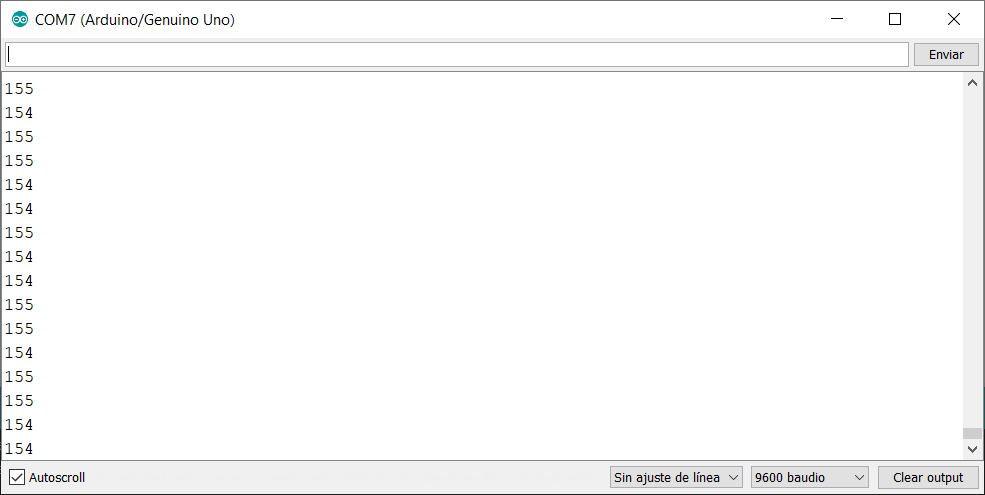 COM7 (Arduino/Genuino Uno)
Enviar
155
154
155
155
154
154
155
154
154
155
155
154
155
155
154
154
Autoscroll
Sin ajuste de línea
9600 baudio
Clear output